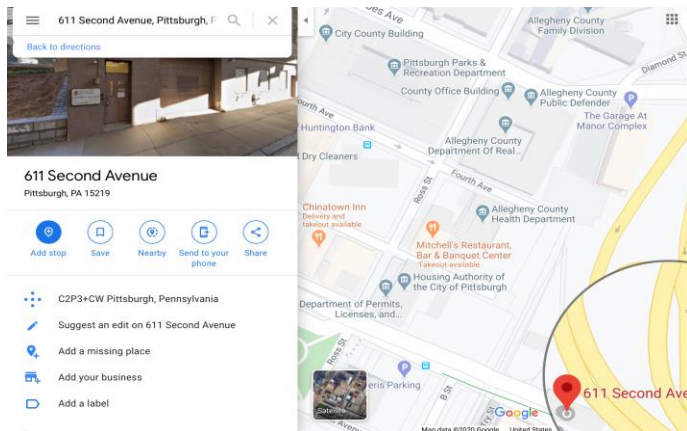 611 Second Avenue, Pittsburgh, P
Back to directions
611 Second Avenue
Pittsburgh, PA 15219
Add stop
Save
Nearby
Send to your
phone
Share
C2P3+CW Pittsburgh, Pennsylvania
Suggest an edit on 611 Second Avenue
Add a missing place
Add your business
Add a label
bes Ave
City County Building
Allegheny County
Family Division
Diamond St
Pittsburgh Parks &
Recreation Department
County Office Building
Allegheny County
Public Defender
The Garage At
Manor Complex
ourth Ave
Huntington Bank
Allegheny County
Department Of Real...
l Dry Cleaners
Ross St
Fourth Ave
Chinatown Inn
Delivery and
takeout available
Allegheny County
Health Department
Mitchell's Restaurant,
Bar & Banquet Center
Takeout available
Housing Authority of
the City of Pittsburgh
Department of Permits,
Licenses, and...
Ross St
eris Parking
B St
611 Second Ave
Satellite
Google
Map data ©2020 Google
United States